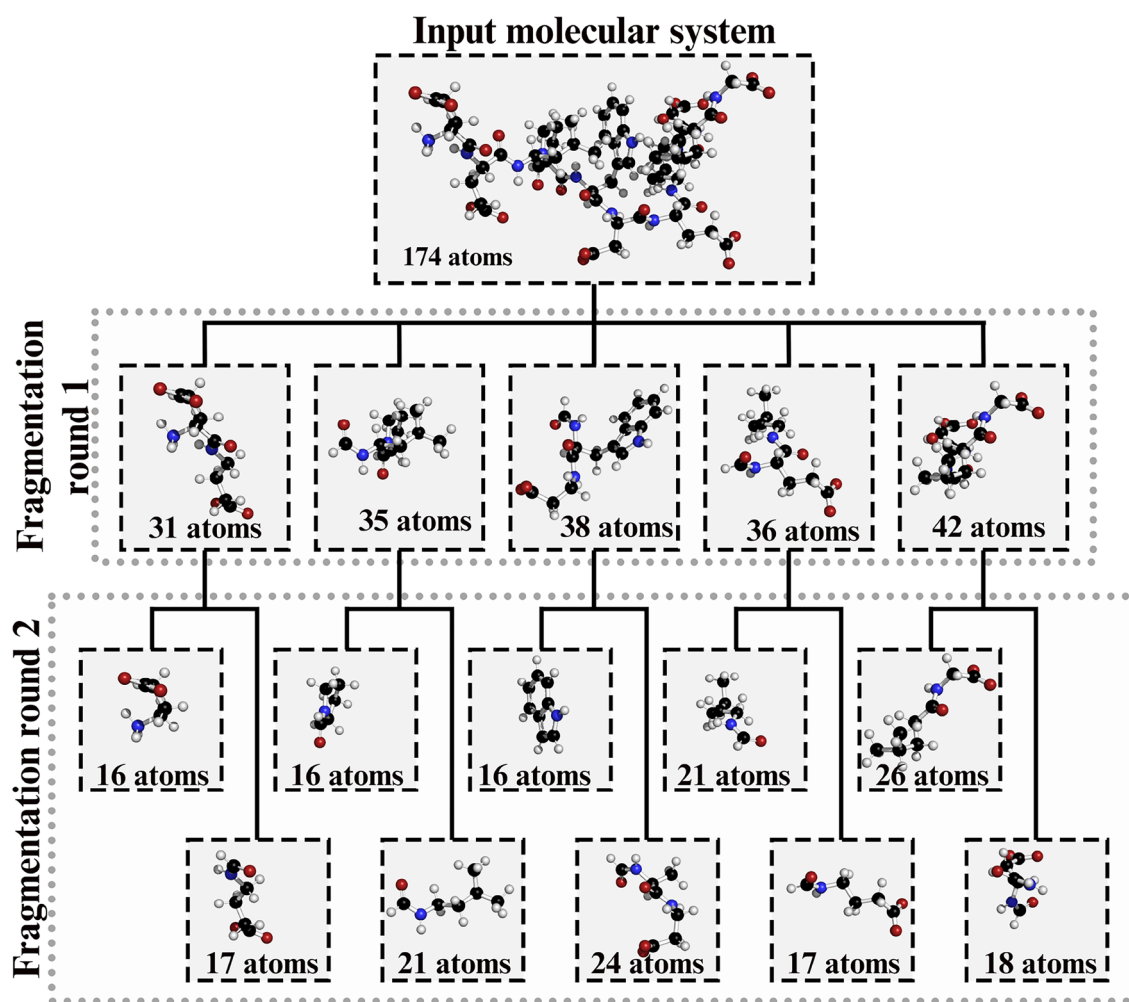 Input molecular system
174 atoms
Fragmentation
round 1
31 atoms
35 atoms
38 atoms
36 atoms
42 atoms
Fragmentation round 2
16 atoms
16 atoms
16 atoms
21 atoms
26 atoms
17 atoms
21 atoms
24 atoms
17 atoms
18 atoms